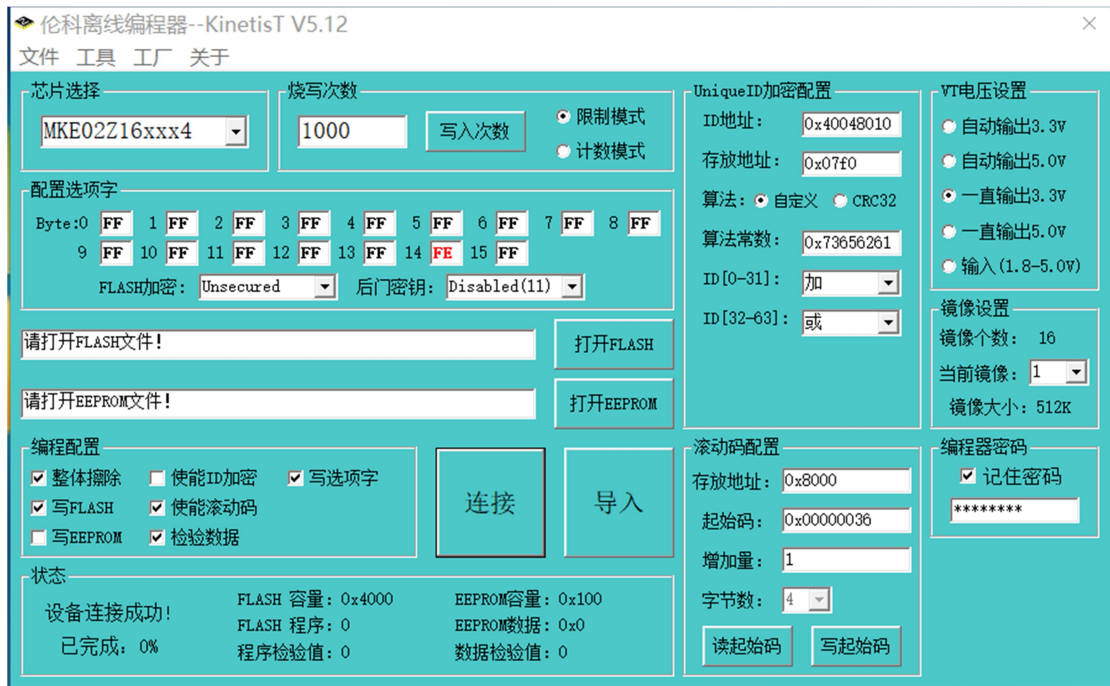 伦科离线编程器--KinetisT V5.12
文件 工具 工厂 关于
芯片选择
MKE02Z16xxx4
烧写次数
1000 写入次数
限制模式
计数模式
配置选项字
Byte:0 FF 1 FF 2 FF 3 FF 4 FF 5 FF 6 FF 7 FF 8 FF
9 FF 10 FF 11 FF 12 FF 13 FF 14 FE 15 FF
FLASH加密: Unsecured 后门密钥: Disabled(11)
请打开FLASH文件! 打开FLASH
请打开EEPROM文件! 打开EEPROM
编程配置
整体擦除 使能ID加密 写选项字
写FLASH 使能滚动码
写EEPROM 检验数据
连接 导入
状态
设备连接成功!
已完成: 0%
FLASH 容量: 0x4000 EEPROM容量: 0x100
FLASH 程序: 0 EEPROM数据: 0x0
程序检验值: 0 数据检验值: 0
UniqueID加密配置
ID地址: 0x40048010
存放地址: 0x07f0
算法: 自定义 CRC32
算法常数: 0x73656261
ID[0-31]: 加
ID[32-63]: 或
滚动码配置
存放地址: 0x8000
起始码: 0x00000036
增加量: 1
字节数: 4
读起始码 写起始码
VT电压设置
自动输出3.3V
自动输出5.0V
一直输出3.3V
一直输出5.0V
输入(1.8-5.0V)
镜像设置
镜像个数: 16
当前镜像: 1
镜像大小: 512K
编程器密码
记住密码
********